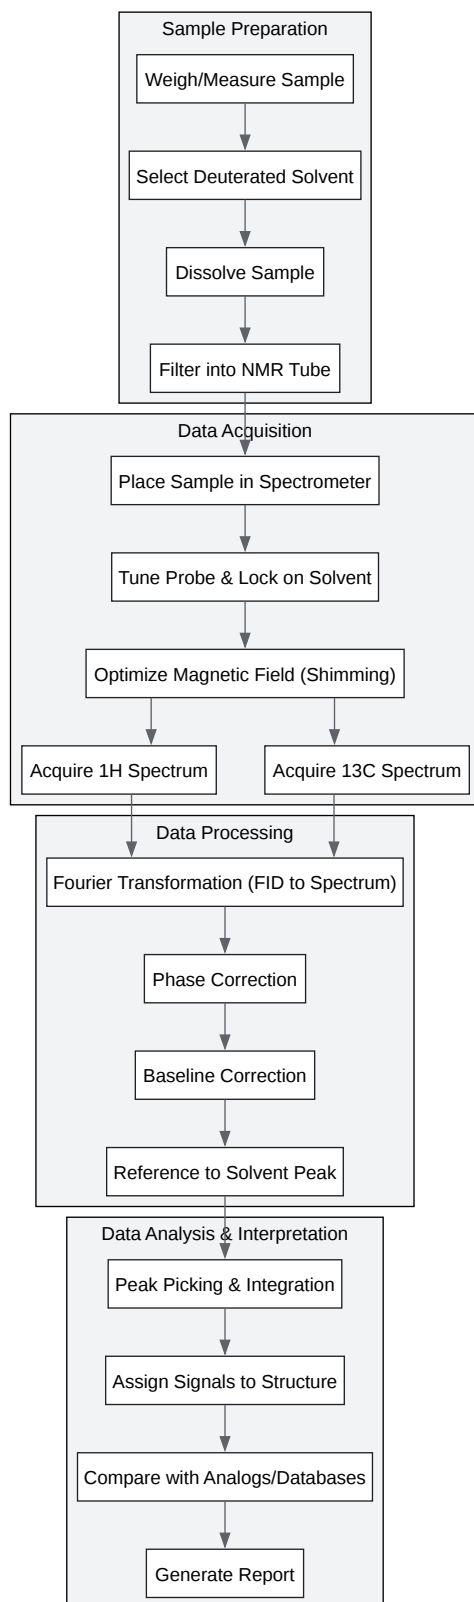 Sample Preparation
Weigh/Measure Sample
Select Deuterated Solvent
Dissolve Sample
Filter into NMR Tube
Data Acquisition
Place Sample in Spectrometer
Tune Probe & Lock on Solvent
Optimize Magnetic Field (Shimming)
Acquire 1H Spectrum
Acquire 13C Spectrum
Data Processing
Fourier Transformation (FID to Spectrum)
Phase Correction
Baseline Correction
Reference to Solvent Peak
Data Analysis & Interpretation
Peak Picking & Integration
Assign Signals to Structure
Compare with Analogs/Databases
Generate Report